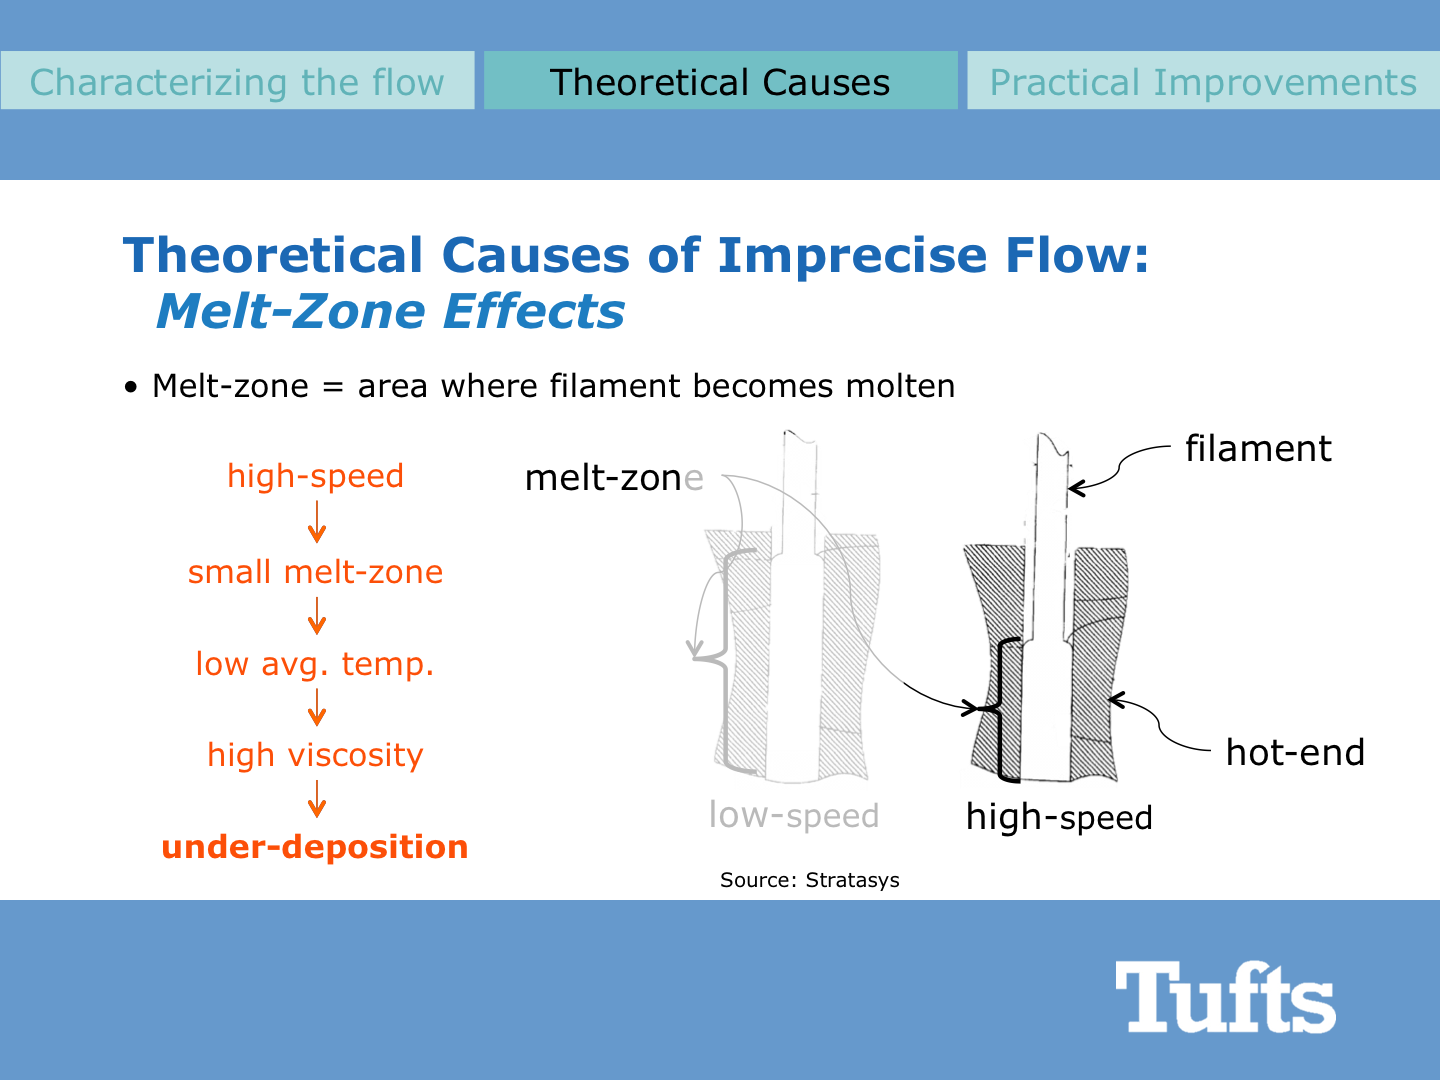 Characterizing the flow
Theoretical Causes
Practical Improvements
Theoretical Causes of Imprecise Flow:
Melt-Zone Effects
• Melt-zone = area where filament becomes molten
high-speed
small melt-zone
low avg. temp.
high viscosity
under-deposition
melt-zone
filament
hot-end
low-speed
high-speed
Source: Stratasys
Tufts